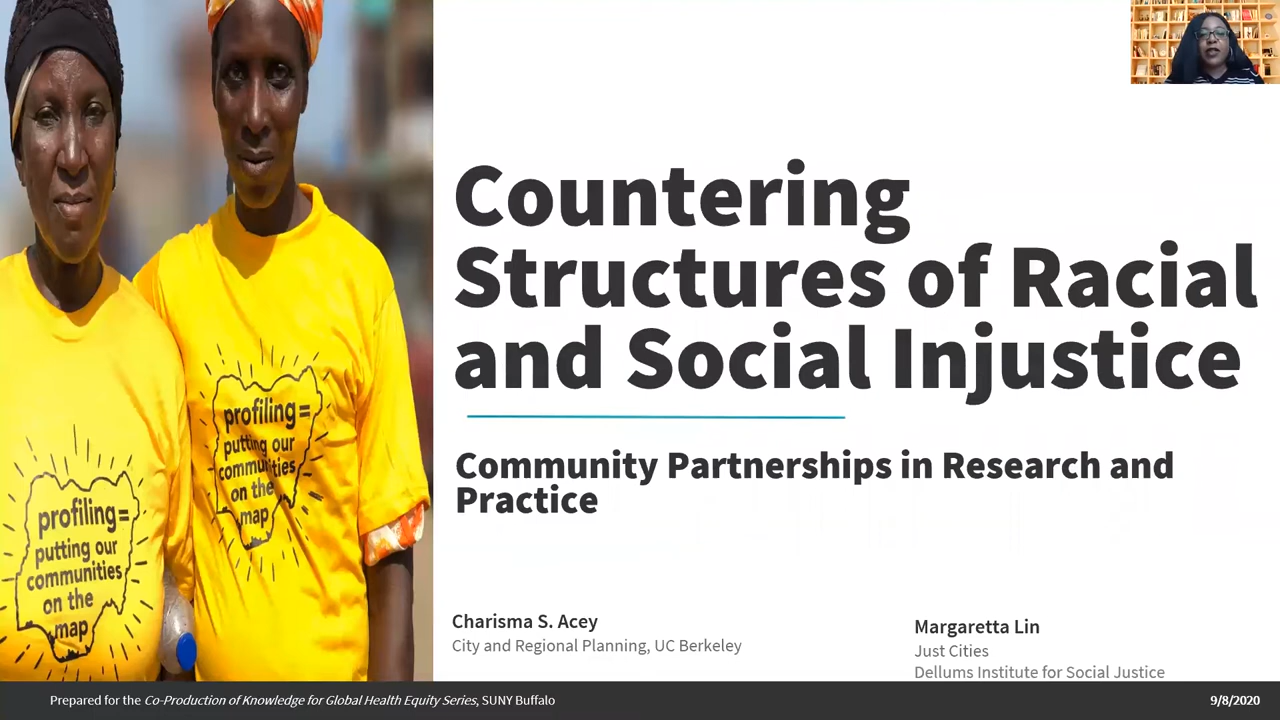 Countering
Structures of Racial
and Social Injustice
Community Partnerships in Research and
Practice
Charisma S. Acey
City and Regional Planning, UC Berkeley
Margaretta Lin
Just Cities
Dellums Institute for Social Justice
profiling=
putting our
communities
on the
map
profiling=
putting our
communities
on the
map
Prepared for the Co-Production of Knowledge for Global Health Equity Series, SUNY Buffalo
9/8/2020